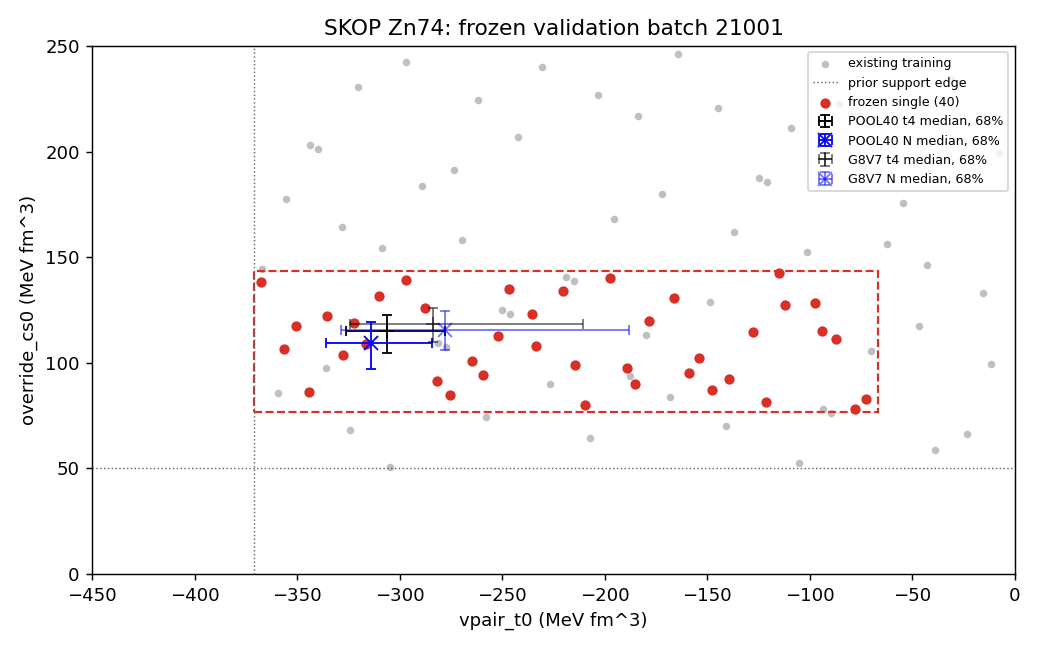 SKOP Zn74: frozen validation batch 21001
override_cs0 (MeV fm^3)
250
200
150
100
50
0
existing training
prior support edge
frozen single (40)
POOL40 t4 median, 68%
POOL40 N median, 68%
G8V7 t4 median, 68%
G8V7 N median, 68%
−450
−400
−350
−300
−250
−200
−150
−100
−50
0
vpair_t0 (MeV fm^3)